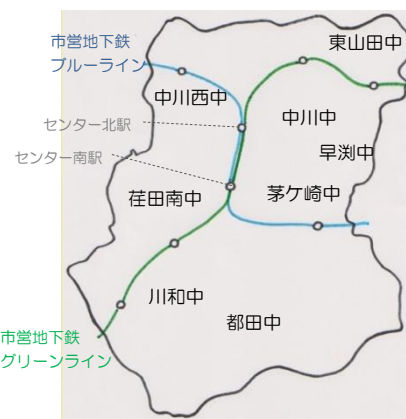 市営地下鉄
ブルーライン
東山田中
中川西中
中川中
センター北駅
早渕中
センター南駅
荏田南中
茅ケ崎中
川和中
都田中
市営地下鉄
グリーンライン